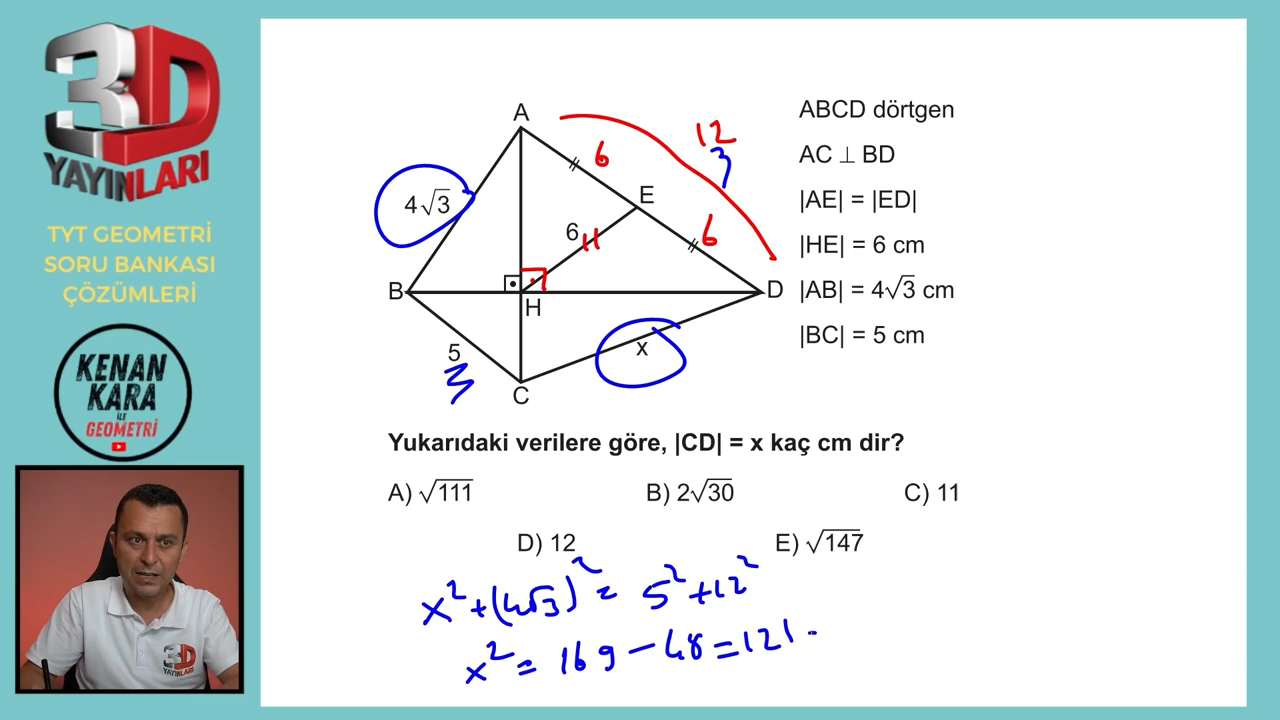 3D
YAYINLARI
TYT GEOMETRİ
SORU BANKASI
ÇÖZÜMLERİ
KENAN
KARA
İLE
GEOMETRİ
3D
YAYINLARI
A
4√3
6
12
3
E
6
6
B
H
D
5
x
C
ABCD dörtgen
AC ⊥ BD
|AE| = |ED|
|HE| = 6 cm
|AB| = 4√3 cm
|BC| = 5 cm
Yukarıdaki verilere göre, |CD| = x kaç cm dir?
A) √111 B) 2√30 C) 11
D) 12 E) √147
x² + (4√3)² = 5² + 12²
x² = 169 - 48 = 121.